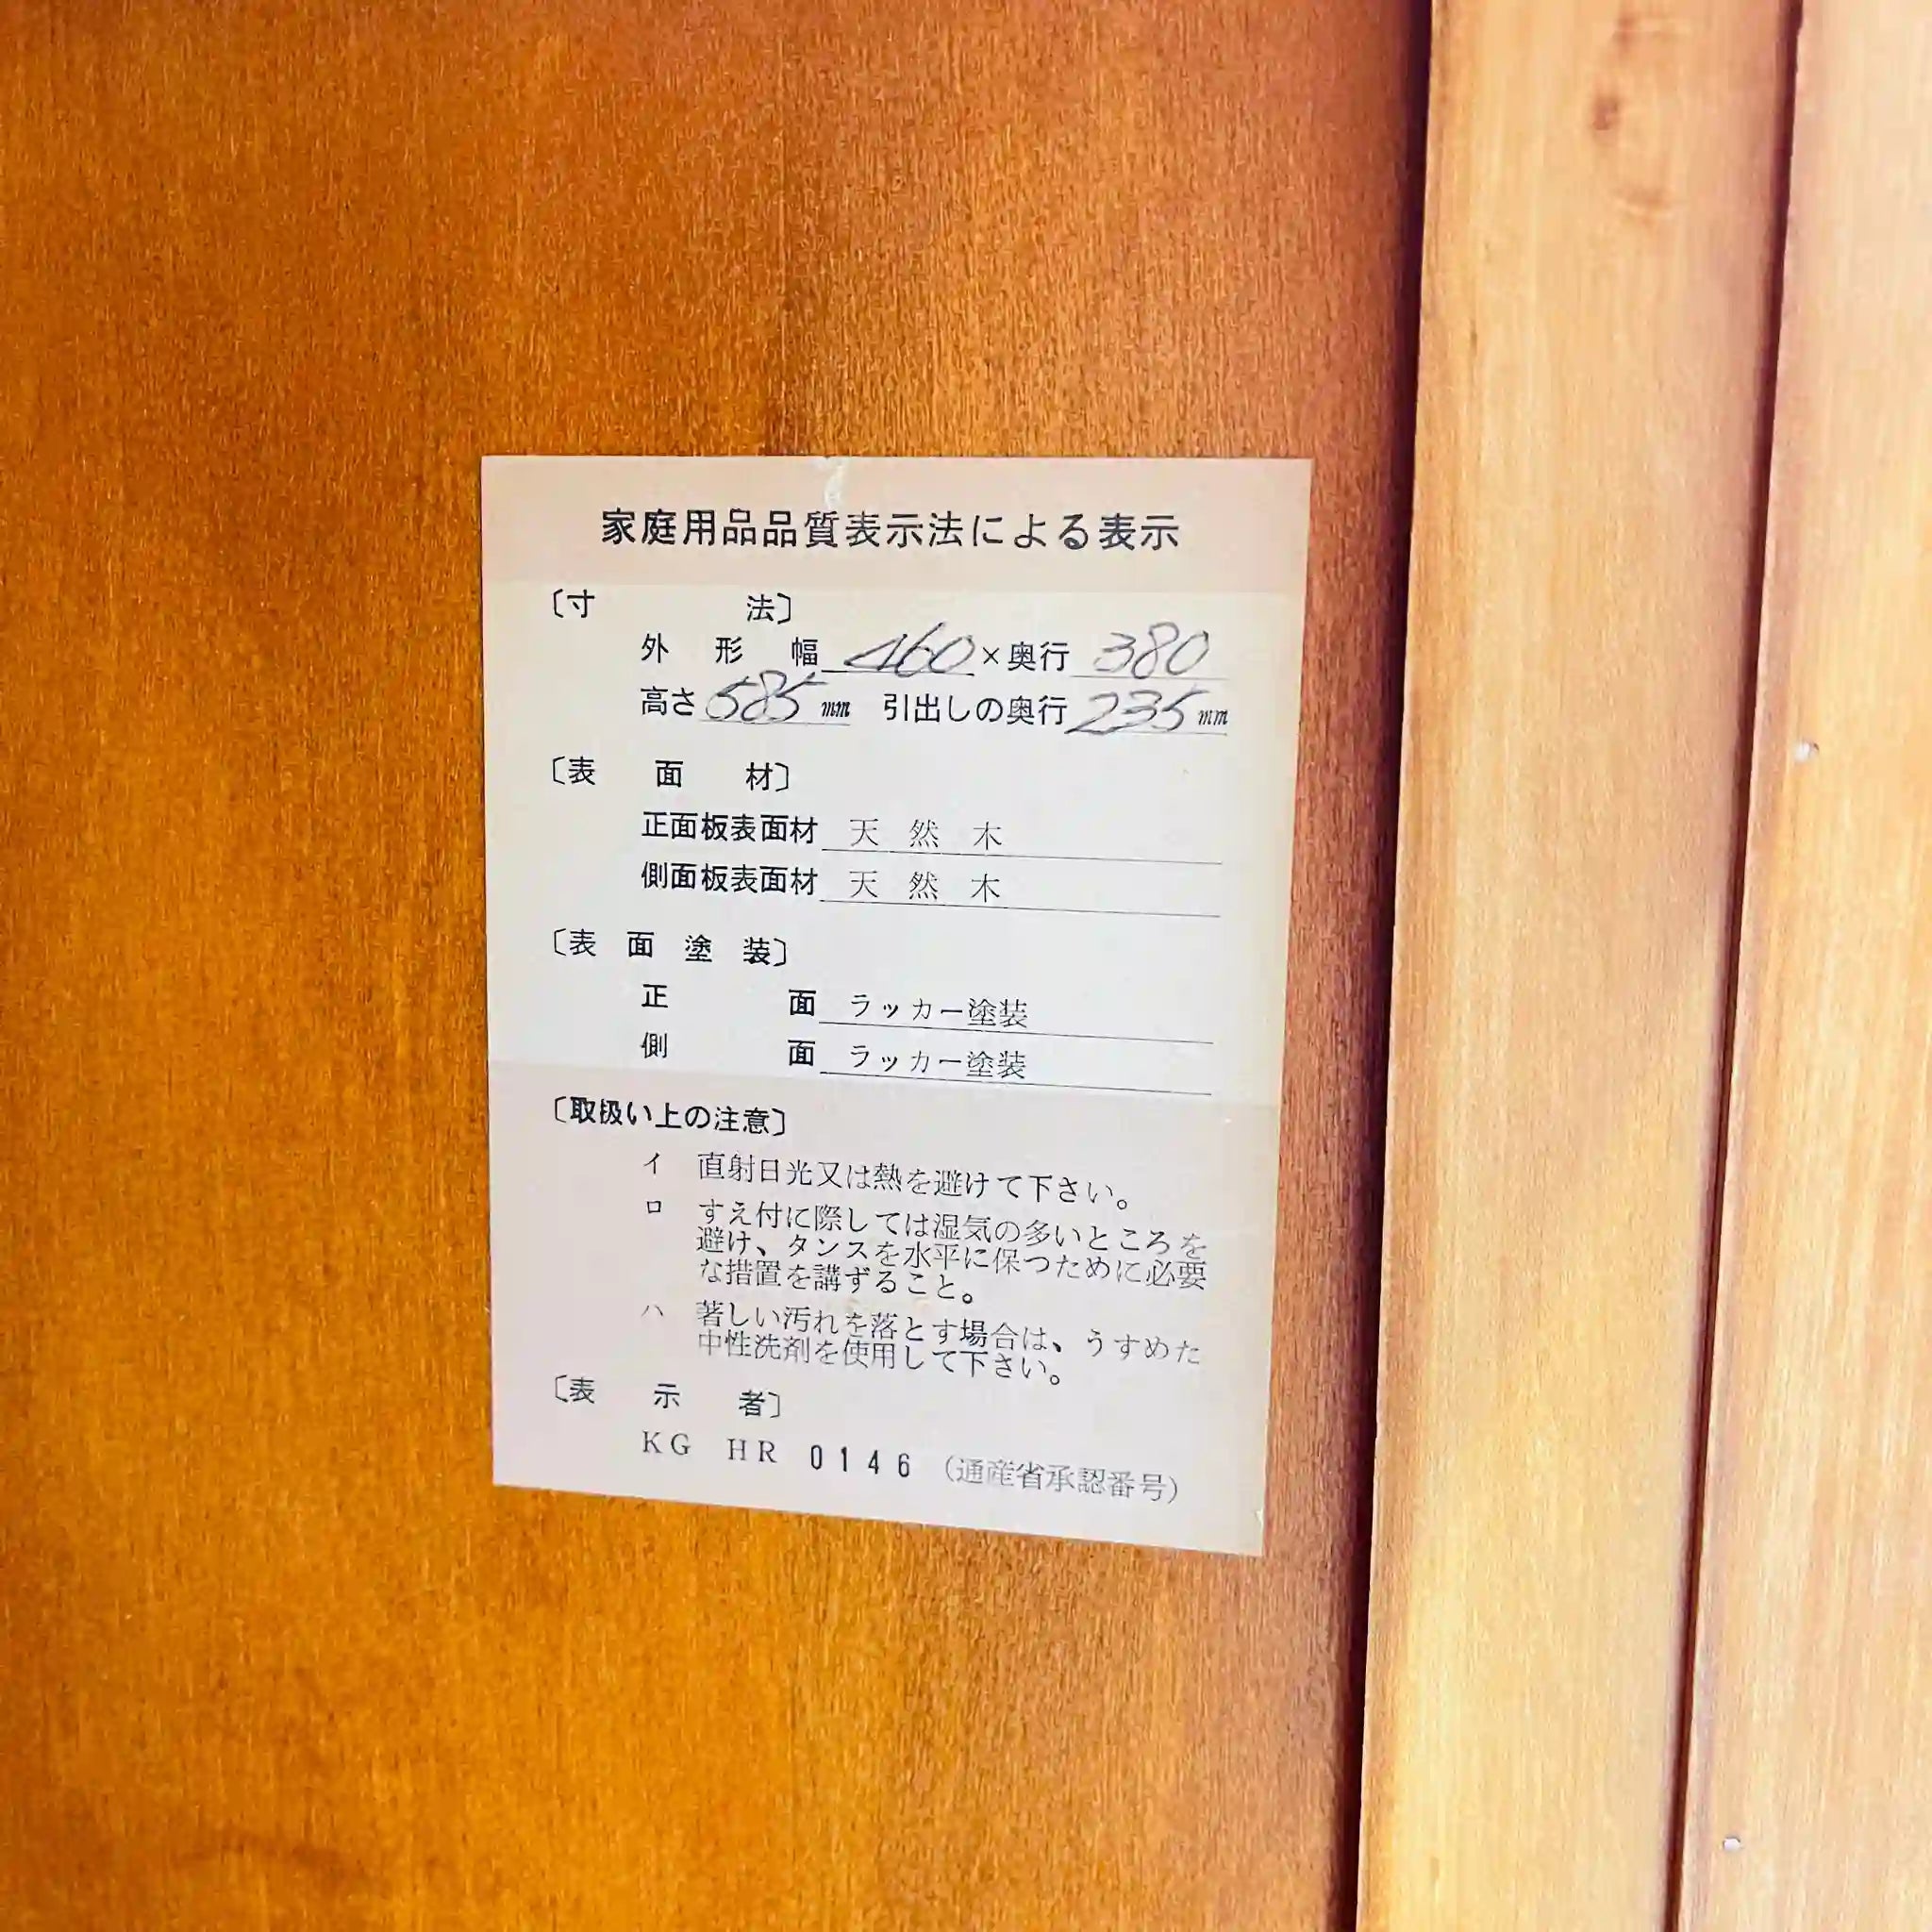 家庭用品品質表示法による表示
〔寸法〕
外形幅 460 ×奥行 380
高さ 585 mm 引出しの奥行 235 mm
〔表面材〕
正面板表面材 天然木
側面板表面材 天然木
〔表面塗装〕
正面 ラッカー塗装
側面 ラッカー塗装
〔取扱い上の注意〕
イ 直射日光又は熱を避けて下さい。
ロ すえ付に際しては湿気の多いところを
避け、タンスを水平に保つために必要
な措置を講ずること。
ハ 著しい汚れを落とす場合は、うすめた
中性洗剤を使用して下さい。
〔表示者〕
KG HR 0146 (通産省承認番号)